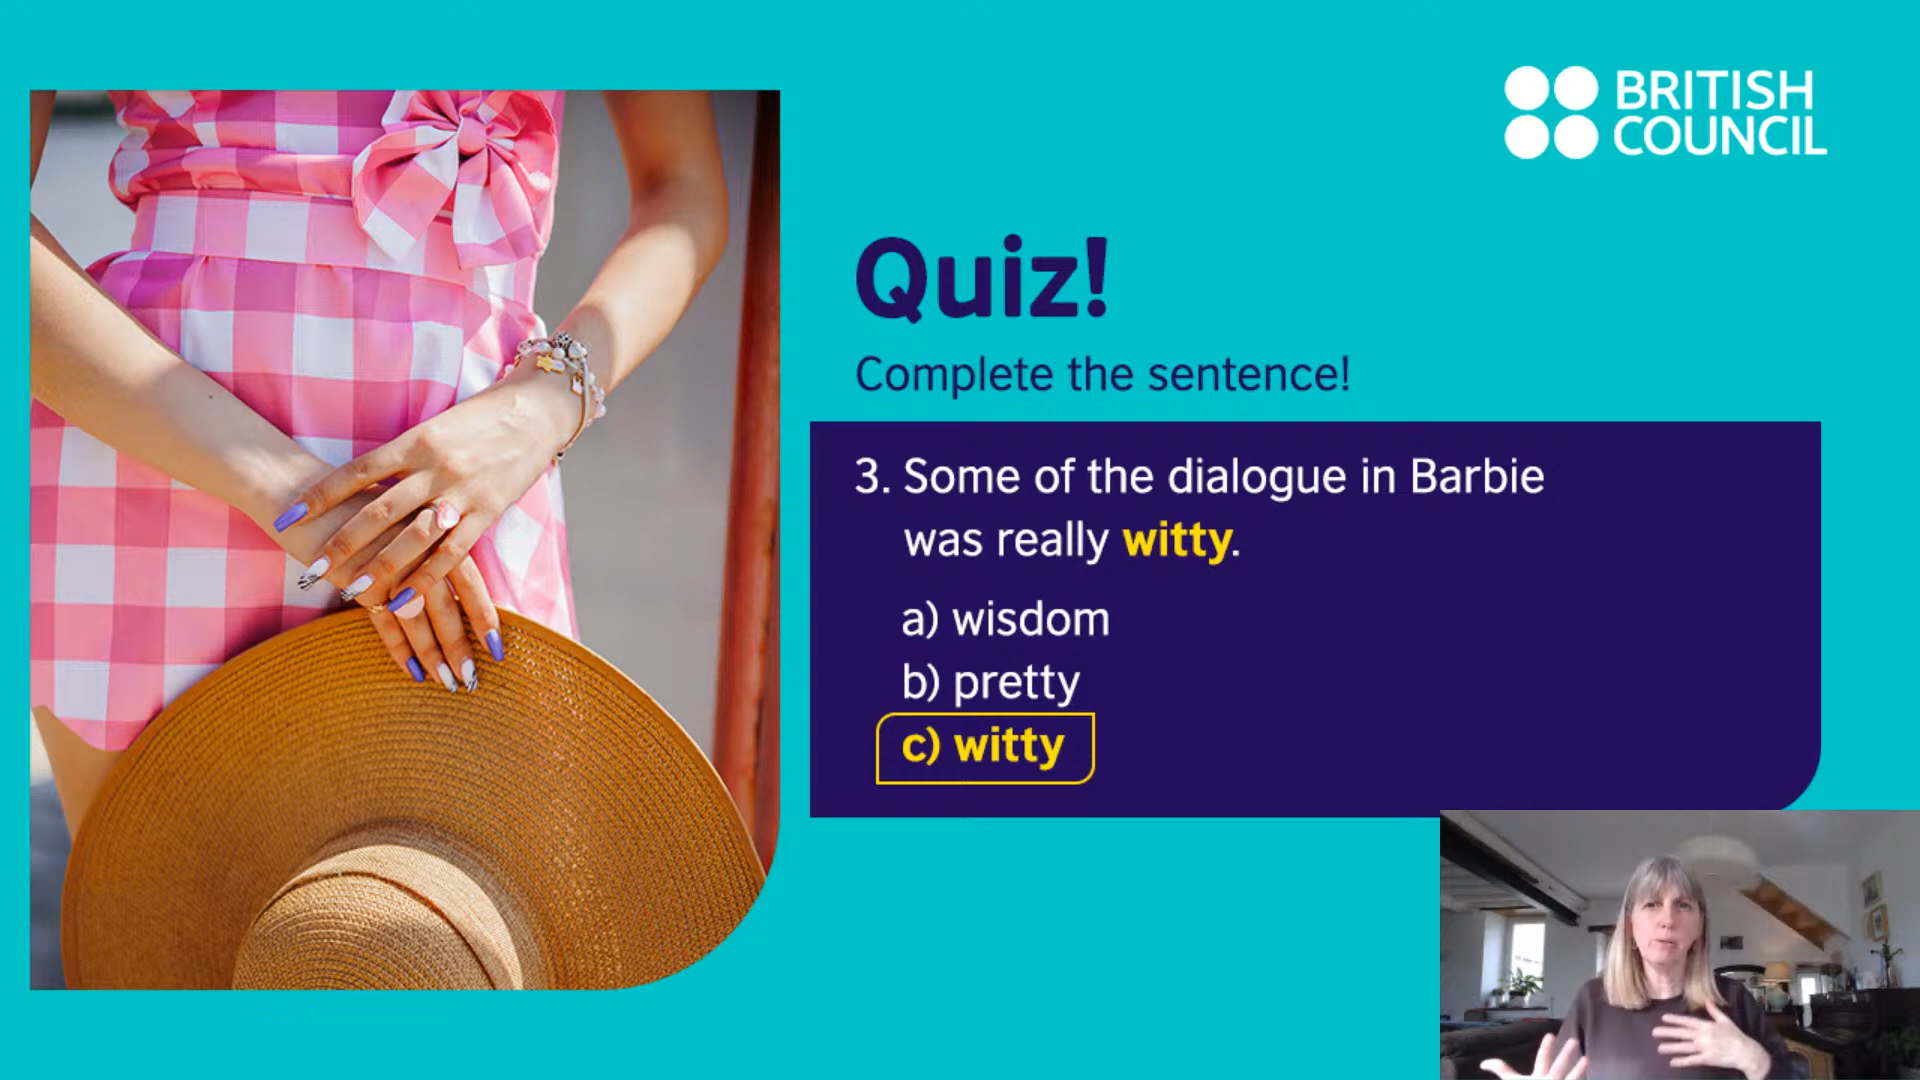 BRITISH
COUNCIL
Quiz!
Complete the sentence!
3. Some of the dialogue in Barbie
was really witty.
a) wisdom
b) pretty
c) witty